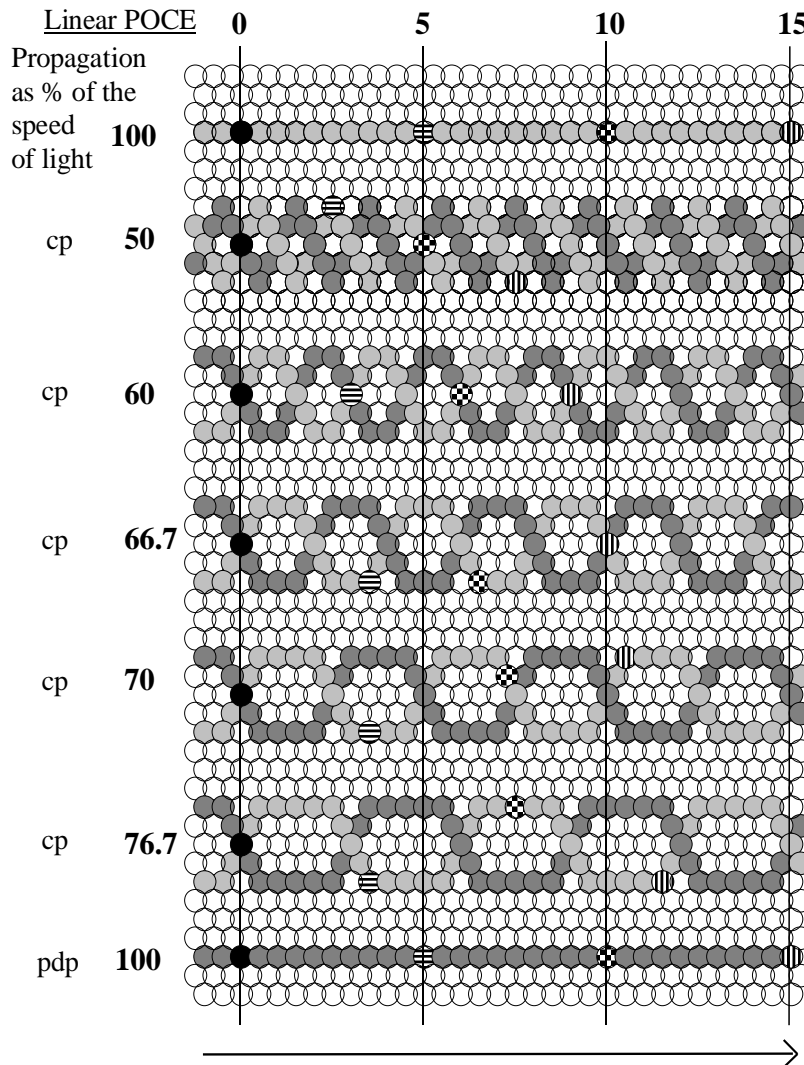 Linear POCE 0 5 10 15
Propagation
as % of the
speed
of light
100
cp 50
cp 60
cp 66.7
cp 70
cp 76.7
pdp 100